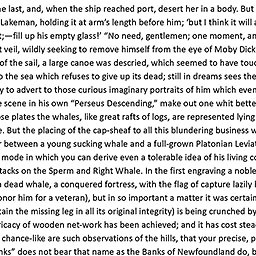 e last, and, when the ship reached port, desert her in a body. But
Lakeman, holding it at arm's length before him; 'but I think it will a
t;—fill up his empty glass!' "No need, gentlemen; one moment, an
t veil, wildly seeking to remove himself from the eye of Moby Dick
of the sail, a large canoe was descried, which seemed to have touc
o the sea which refuses to give up its dead; still in dreams sees the
y to advert to those curious imaginary portraits of him which even
e scene in his own "Perseus Descending," make out one whit bette
ose plates the whales, like great rafts of logs, are represented lying
e. But the placing of the cap-sheaf to all this blundering business w
r between a young sucking whale and a full-grown Platonian Leviat
mode in which you can derive even a tolerable idea of his living co
tacks on the Sperm and Right Whale. In the first engraving a noble
a dead whale, a conquered fortress, with the flag of capture lazily h
onor him for a veteran), but in so important a matter it was certain
tain the missing leg in all its original integrity) is being crunched by
ricacy of wooden net-work has been achieved; and it has cost stea
chance-like are such observations of the hills, that your precise, p
nks" does not bear that name as the Banks of Newfoundland do, b